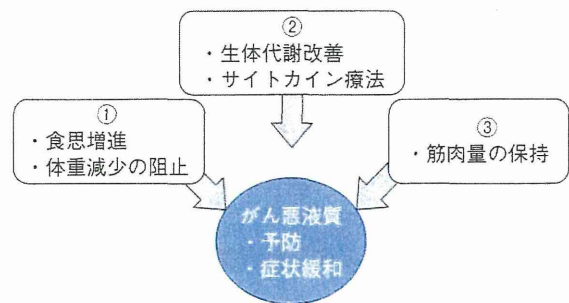 ①
・食思増進
・体重減少の阻止
②
・生体代謝改善
・サイトカイン療法
③
・筋肉量の保持
がん悪液質
・予防
・症状緩和